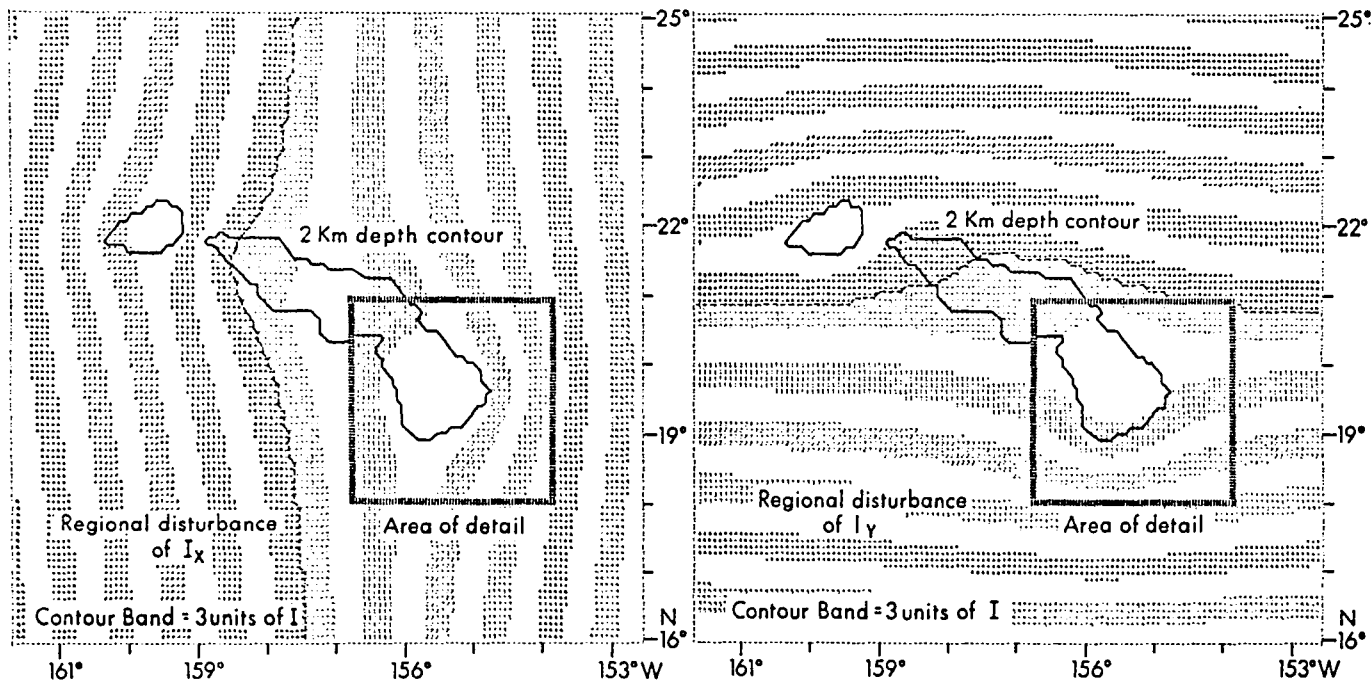 25°
2 Km depth contour
22°
19°
Regional disturbance
of I_X
Area of detail
Contour Band = 3 units of I
N
16°
161°
159°
156°
153°W
25°
2 Km depth contour
22°
19°
Regional disturbance
of I_Y
Area of detail
Contour Band = 3 units of I
N
16°
161°
159°
156°
153°W